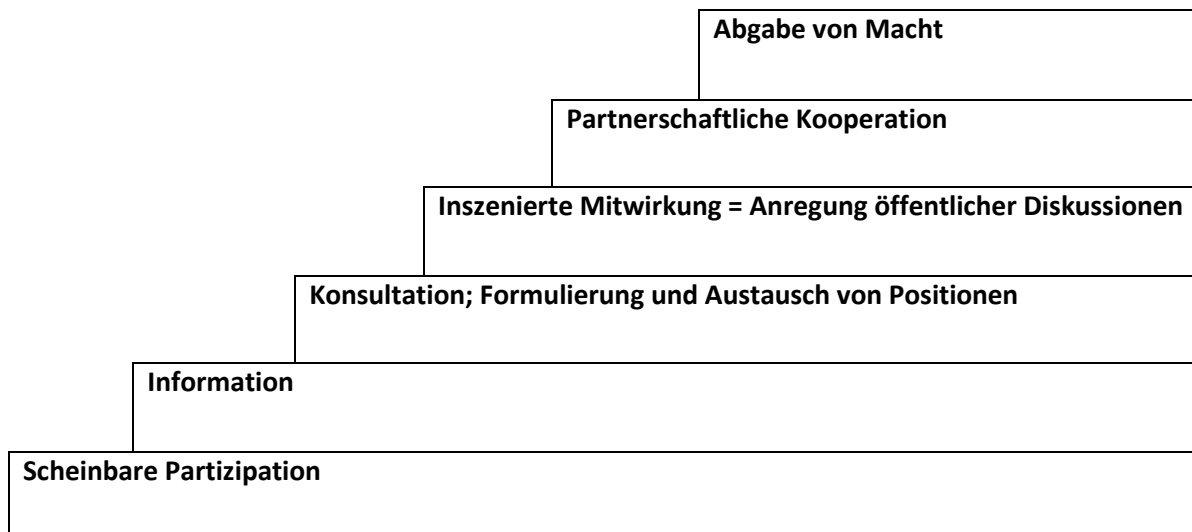 Abgabe von Macht
Partnerschaftliche Kooperation
Inszenierte Mitwirkung = Anregung öffentlicher Diskussionen
Konsultation; Formulierung und Austausch von Positionen
Information
Scheinbare Partizipation